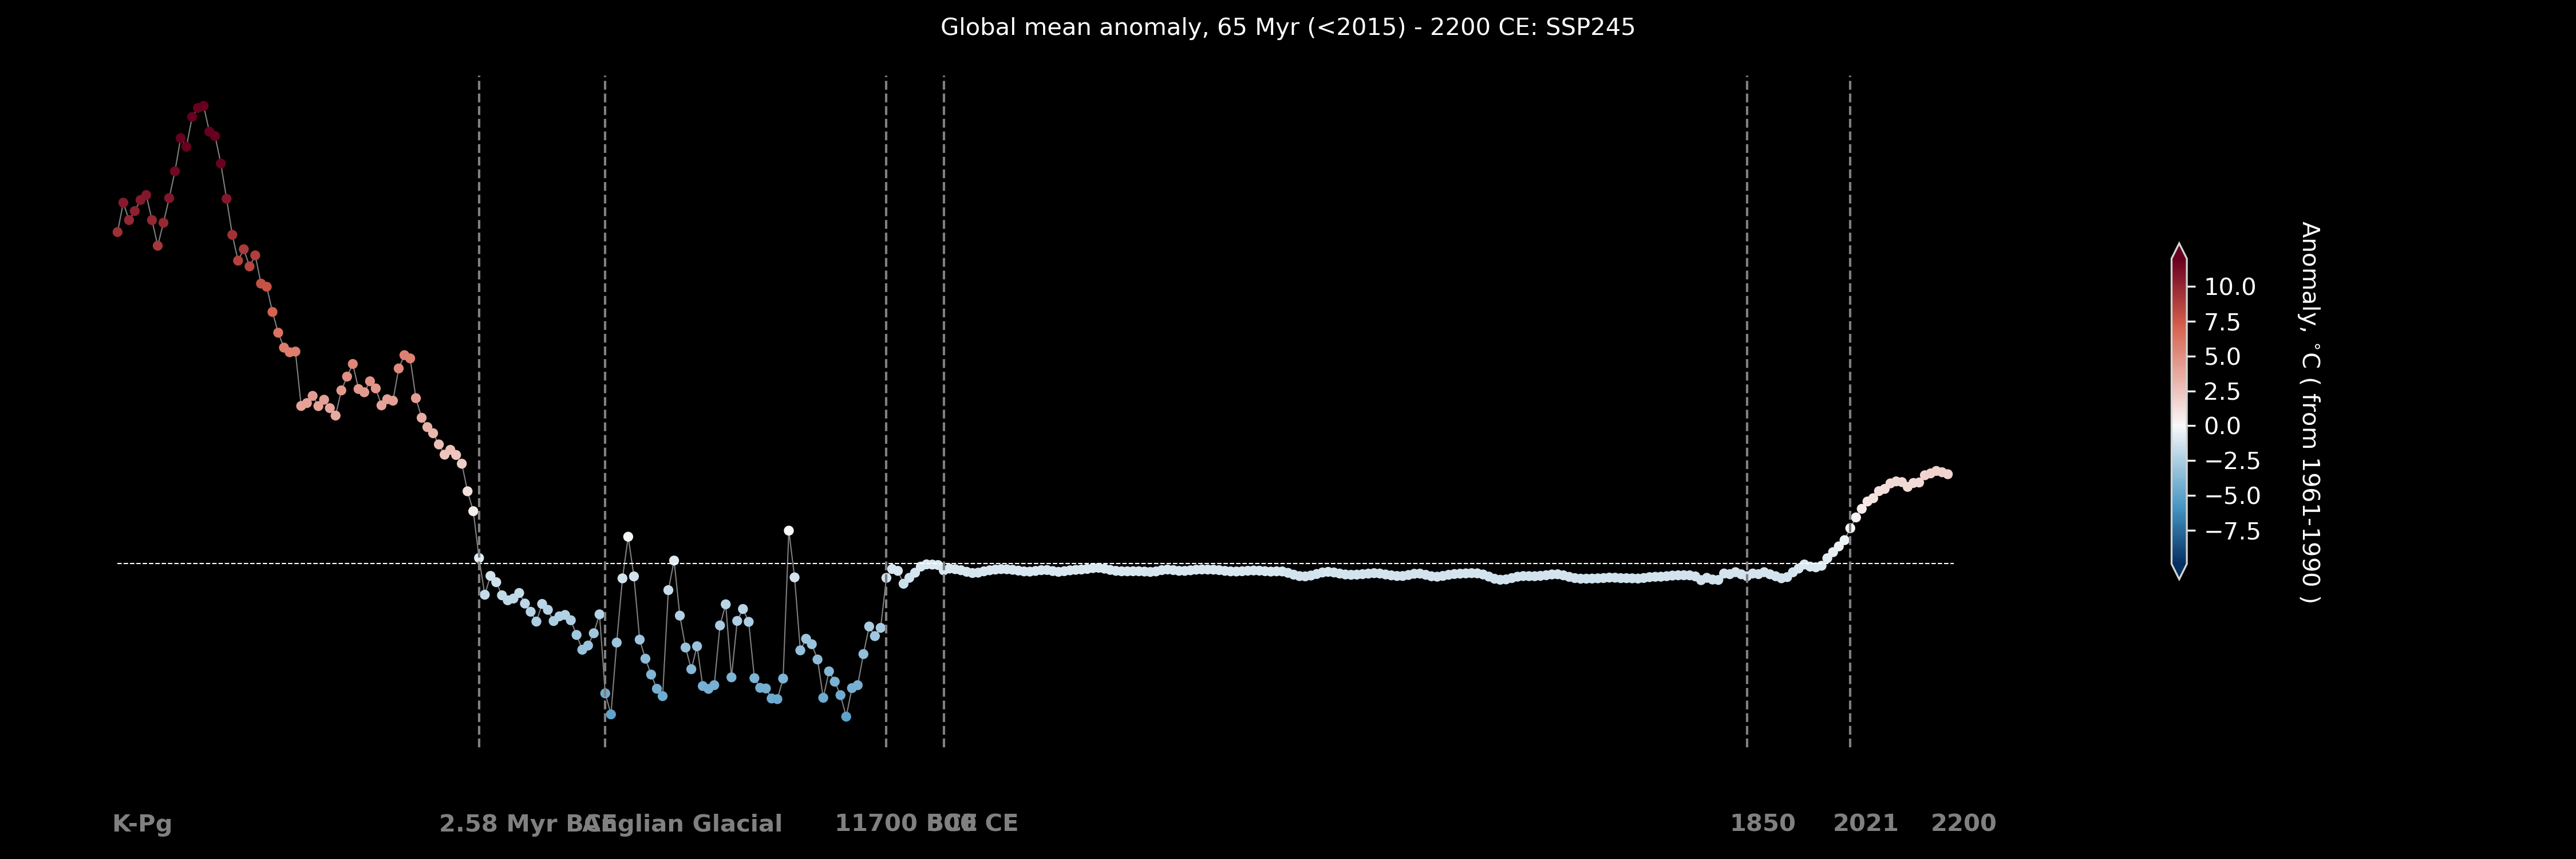 Global mean anomaly, 65 Myr (<2015) - 2200 CE: SSP245
10.0
7.5
5.0
2.5
0.0
−2.5
−5.0
−7.5
Anomaly, °C ( from 1961-1990 )
K-Pg
2.58 Myr BCE
Anglian Glacial
11700 BCE
CE
1850
2021
2200